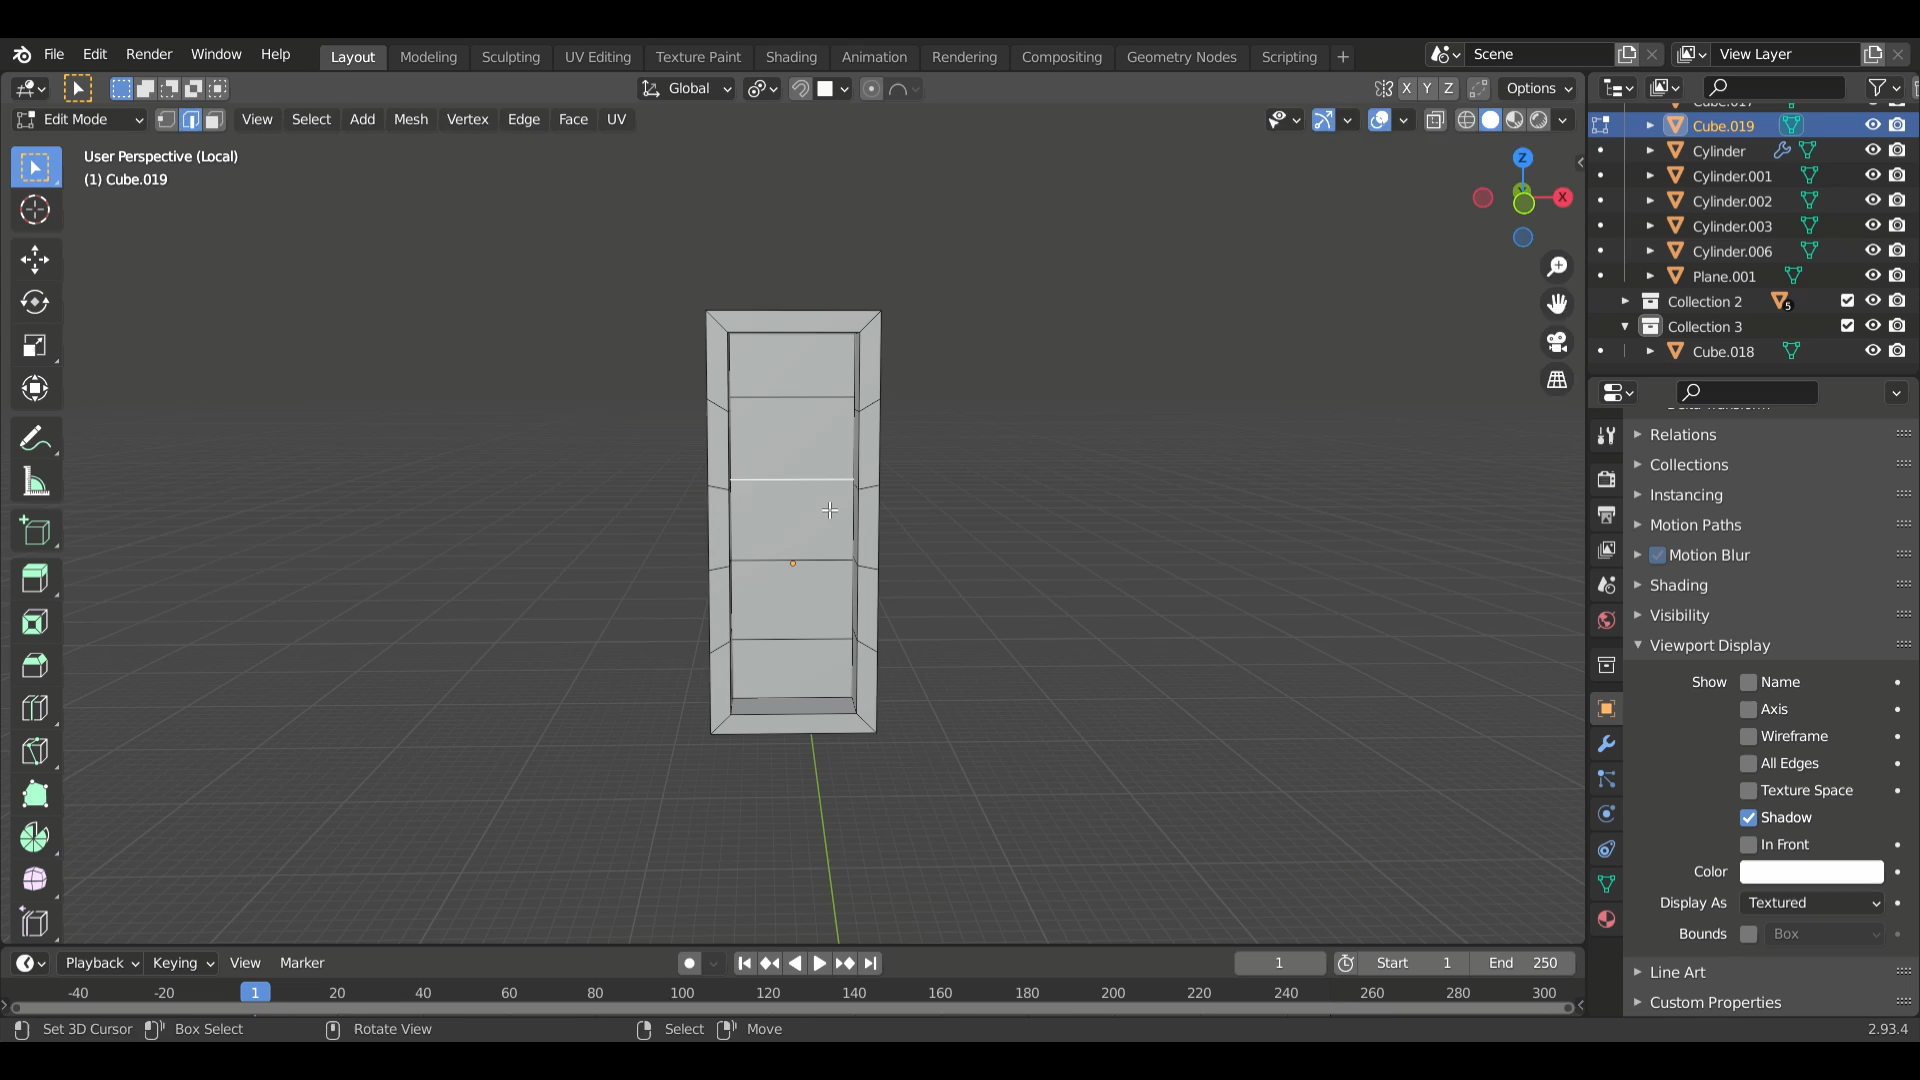 File Edit Render Window Help Layout Modeling Sculpting UV Editing Texture Paint Shading Animation Rendering Compositing Geometry Nodes Scripting + Scene View Layer
Global X Y Z Options
Edit Mode View Select Add Mesh Vertex Edge Face UV
User Perspective (Local)
(1) Cube.019
Z
X
Cube.017
Cube.019
Cylinder
Cylinder.001
Cylinder.002
Cylinder.003
Cylinder.006
Plane.001
Collection 2 5
Collection 3
Cube.018
Delta Transform
Relations
Collections
Instancing
Motion Paths
Motion Blur
Shading
Visibility
Viewport Display
Show Name
Axis
Wireframe
All Edges
Texture Space
Shadow
In Front
Color
Display As Textured
Bounds Box
Line Art
Custom Properties
Playback Keying View Marker 1 Start 1 End 250
-40 -20 1 20 40 60 80 100 120 140 160 180 200 220 240 260 280 300
Set 3D Cursor Box Select Rotate View Select Move 2.93.4